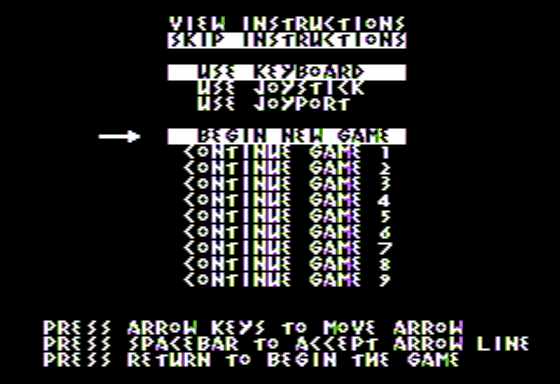 VIEW INSTRUCTIONS
SKIP INSTRUCTIONS
USE KEYBOARD
USE JOYSTICK
USE JOYPORT
BEGIN NEW GAME
CONTINUE GAME 1
CONTINUE GAME 2
CONTINUE GAME 3
CONTINUE GAME 4
CONTINUE GAME 5
CONTINUE GAME 6
CONTINUE GAME 7
CONTINUE GAME 8
CONTINUE GAME 9
PRESS ARROW KEYS TO MOVE ARROW
PRESS SPACEBAR TO ACCEPT ARROW LINE
PRESS RETURN TO BEGIN THE GAME